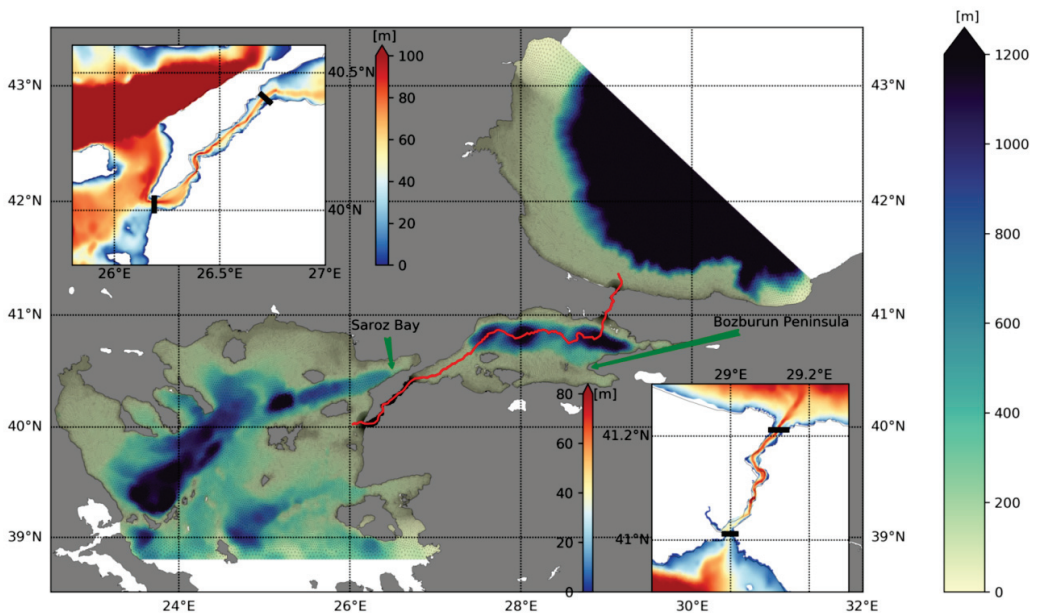 [m]
1200
1000
800
600
400
200
0
43°N
42°N
41°N
40°N
39°N
43°N
42°N
41°N
40°N
39°N
24°E
26°E
28°E
30°E
32°E
[m]
100
80
60
40
20
0
40.5°N
40°N
26°E
26.5°E
27°E
Saroz Bay
Bozburun Peninsula
[m]
80
60
40
20
0
29°E
29.2°E
41.2°N
41°N